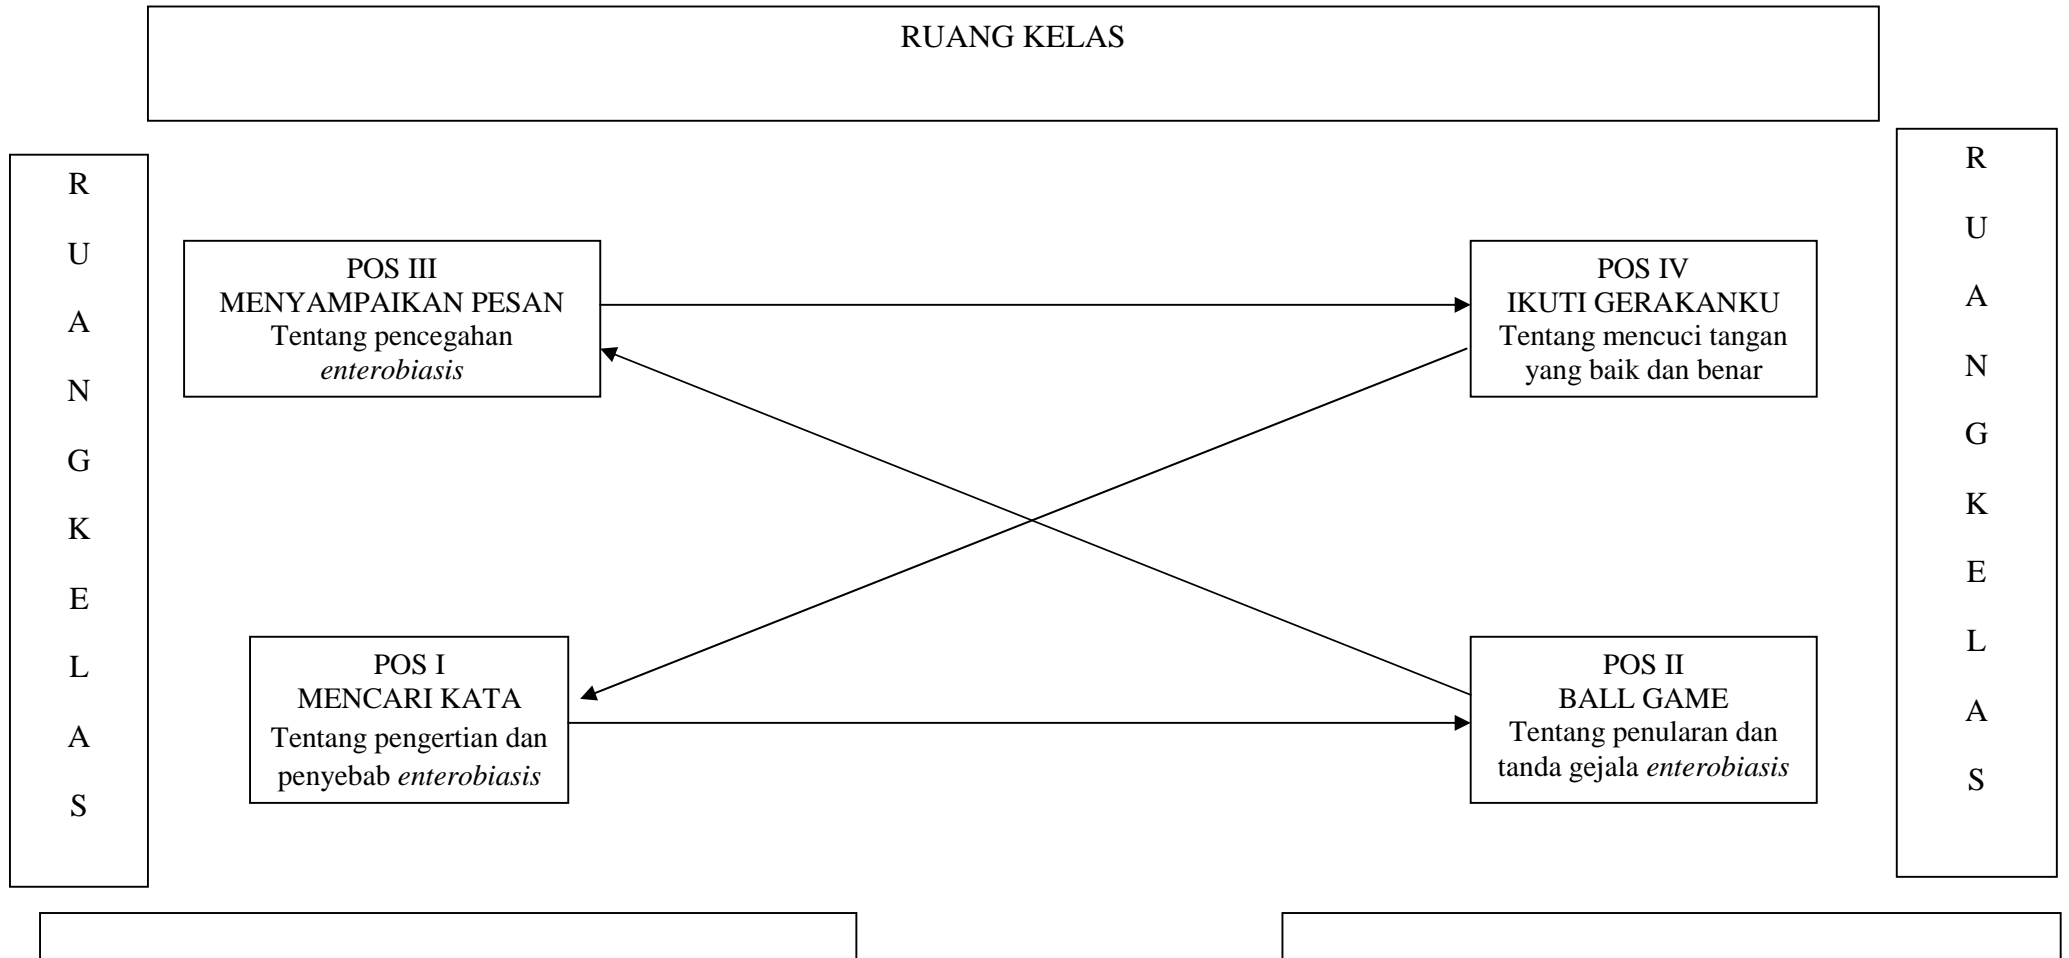 RUANG KELAS
R
U
A
N
G
K
E
L
A
S
POS III
MENYAMPAIKAN PESAN
Tentang pencegahan
enterobiasis
POS IV
IKUTI GERAKANKU
Tentang mencuci tangan
yang baik dan benar
POS I
MENCARI KATA
Tentang pengertian dan
penyebab enterobiasis
POS II
BALL GAME
Tentang penularan dan
tanda gejala enterobiasis
R
U
A
N
G
K
E
L
A
S